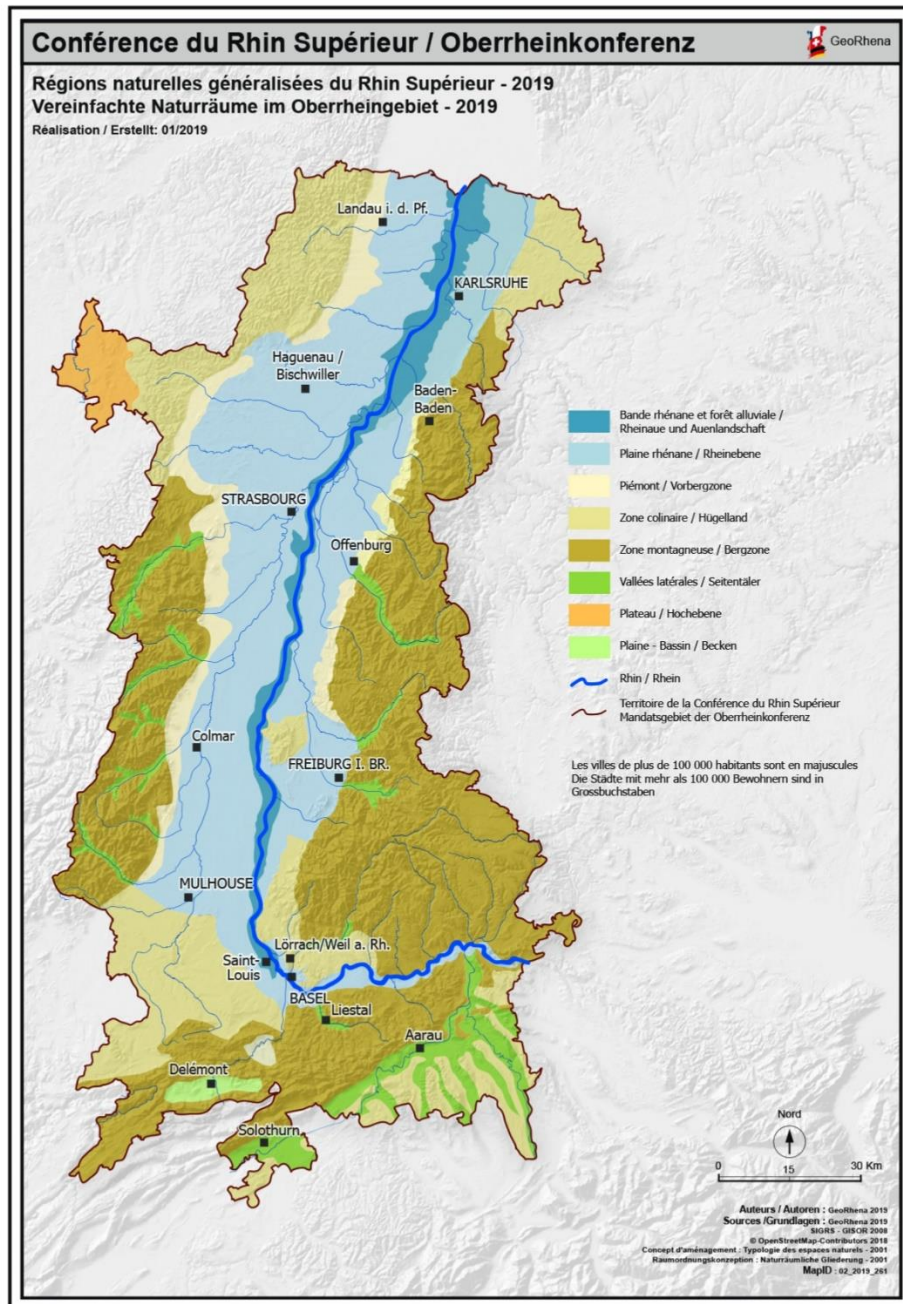 Conférence du Rhin Supérieur / Oberrheinkonferenz
GeoRhena
Régions naturelles généralisées du Rhin Supérieur - 2019
Vereinfachte Naturräume im Oberrheingebiet - 2019
Réalisation / Erstellt: 01/2019
Landau i. d. Pf.
KARLSRUHE
Haguenau /
Bischwiller
Baden-
Baden
STRASBOURG
Offenburg
Colmar
FREIBURG I. BR.
MULHOUSE
Lörrach/Weil a. Rh.
Saint-
Louis
BASEL
Liestal
Aarau
Delémont
Solothurn
Bande rhénane et forêt alluviale /
Rheinaue und Auenlandschaft
Plaine rhénane / Rheinebene
Piémont / Vorbergzone
Zone colinaire / Hügelland
Zone montagneuse / Bergzone
Vallées latérales / Seitentäler
Plateau / Hochebene
Plaine - Bassin / Becken
Rhin / Rhein
Territoire de la Conférence du Rhin Supérieur
Mandatsgebiet der Oberrheinkonferenz
Les villes de plus de 100 000 habitants sont en majuscules
Die Städte mit mehr als 100 000 Bewohnern sind in
Grossbuchstaben
Nord
0 15 30 Km
Auteurs / Autoren : GeoRhena 2019
Sources /Grundlagen : GeoRhena 2019
SIGRS - GISOR 2008
© OpenStreetMap-Contributors 2018
Concept d'aménagement : Typologie des espaces naturels - 2001
Raumordnungskonzeption : Naturräumliche Gliederung - 2001
MapID : 02_2019_261